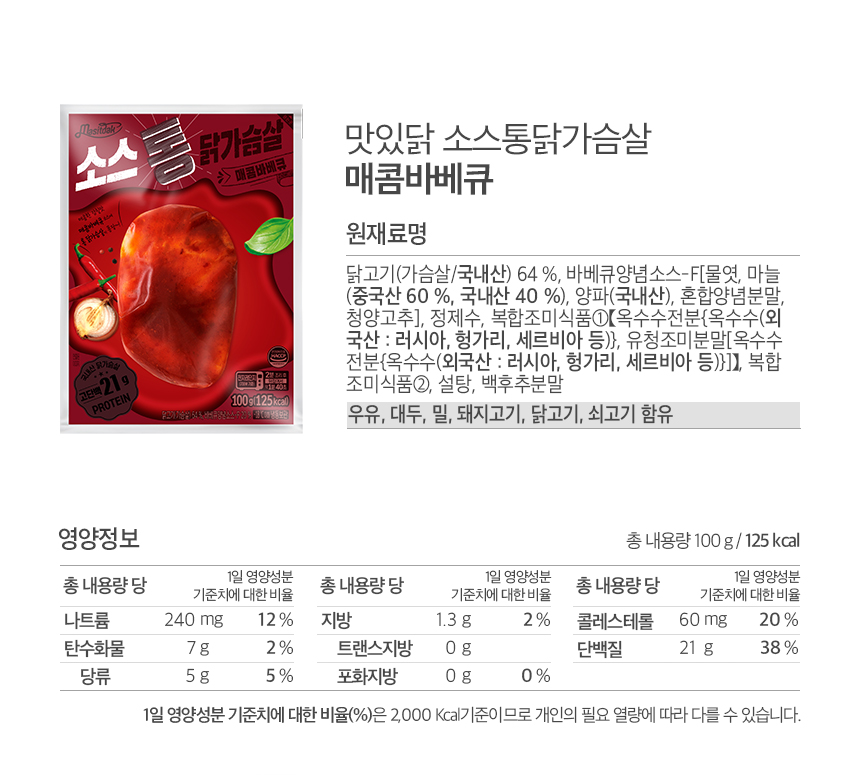 Masitdak
소스 통 닭가슴살
매콤바베큐
고단백 21g
PROTEIN
HACCP
100g(125kcal)
맛있닭 소스통닭가슴살
매콤바베큐
원재료명
닭고기(가슴살/국내산) 64 %, 바베큐양념소스-F[물엿, 마늘
(중국산 60 %, 국내산 40 %), 양파(국내산), 혼합양념분말,
청양고추], 정제수, 복합조미식품①【옥수수전분{옥수수(외
국산 : 러시아, 헝가리, 세르비아 등)}, 유청조미분말[옥수수
전분{옥수수(외국산 : 러시아, 헝가리, 세르비아 등)}]】, 복합
조미식품②, 설탕, 백후추분말
우유, 대두, 밀, 돼지고기, 닭고기, 쇠고기 함유
영양정보
총 내용량 100 g / 125 kcal
총 내용량 당 1일 영양성분 기준치에 대한 비율
나트륨 240 mg 12 %
탄수화물 7 g 2 %
당류 5 g 5 %
총 내용량 당 1일 영양성분 기준치에 대한 비율
지방 1.3 g 2 %
트랜스지방 0 g
포화지방 0 g 0 %
총 내용량 당 1일 영양성분 기준치에 대한 비율
콜레스테롤 60 mg 20 %
단백질 21 g 38 %
1일 영양성분 기준치에 대한 비율(%)은 2,000 Kcal기준이므로 개인의 필요 열량에 따라 다를 수 있습니다.